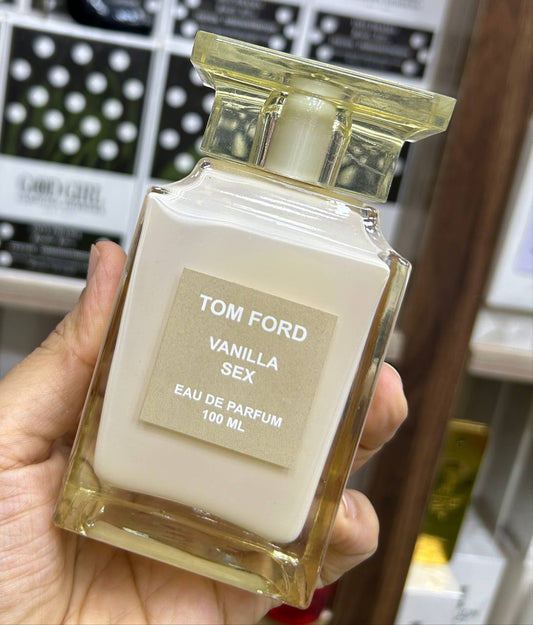 TOM FORD
VANILLA
SEX
EAU DE PARFUM
100 ML
GOOD GIRL